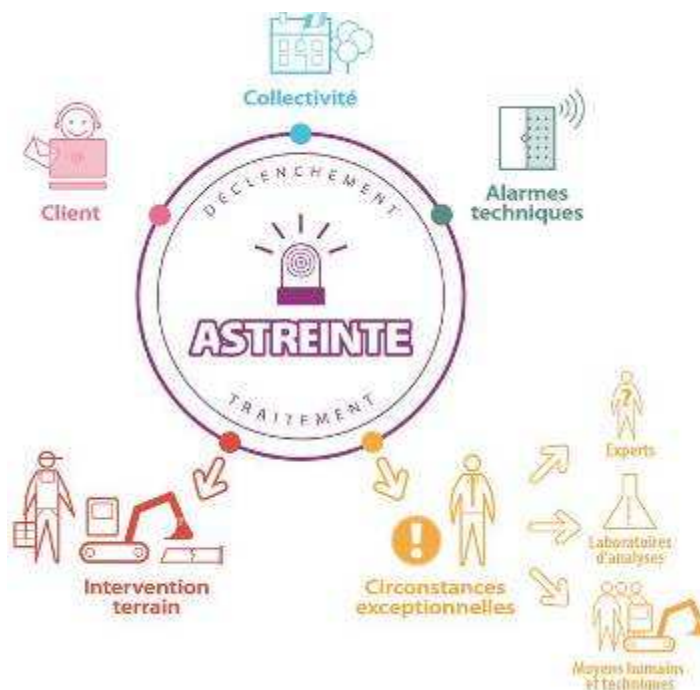 Collectivité
Client
Alarmes
techniques
DÉCLENCHEMENT
ASTREINTE
TRAITEMENT
Intervention
terrain
Circonstances
exceptionnelles
Experts
Laboratoires
d'analyses
Moyens humains
et techniques